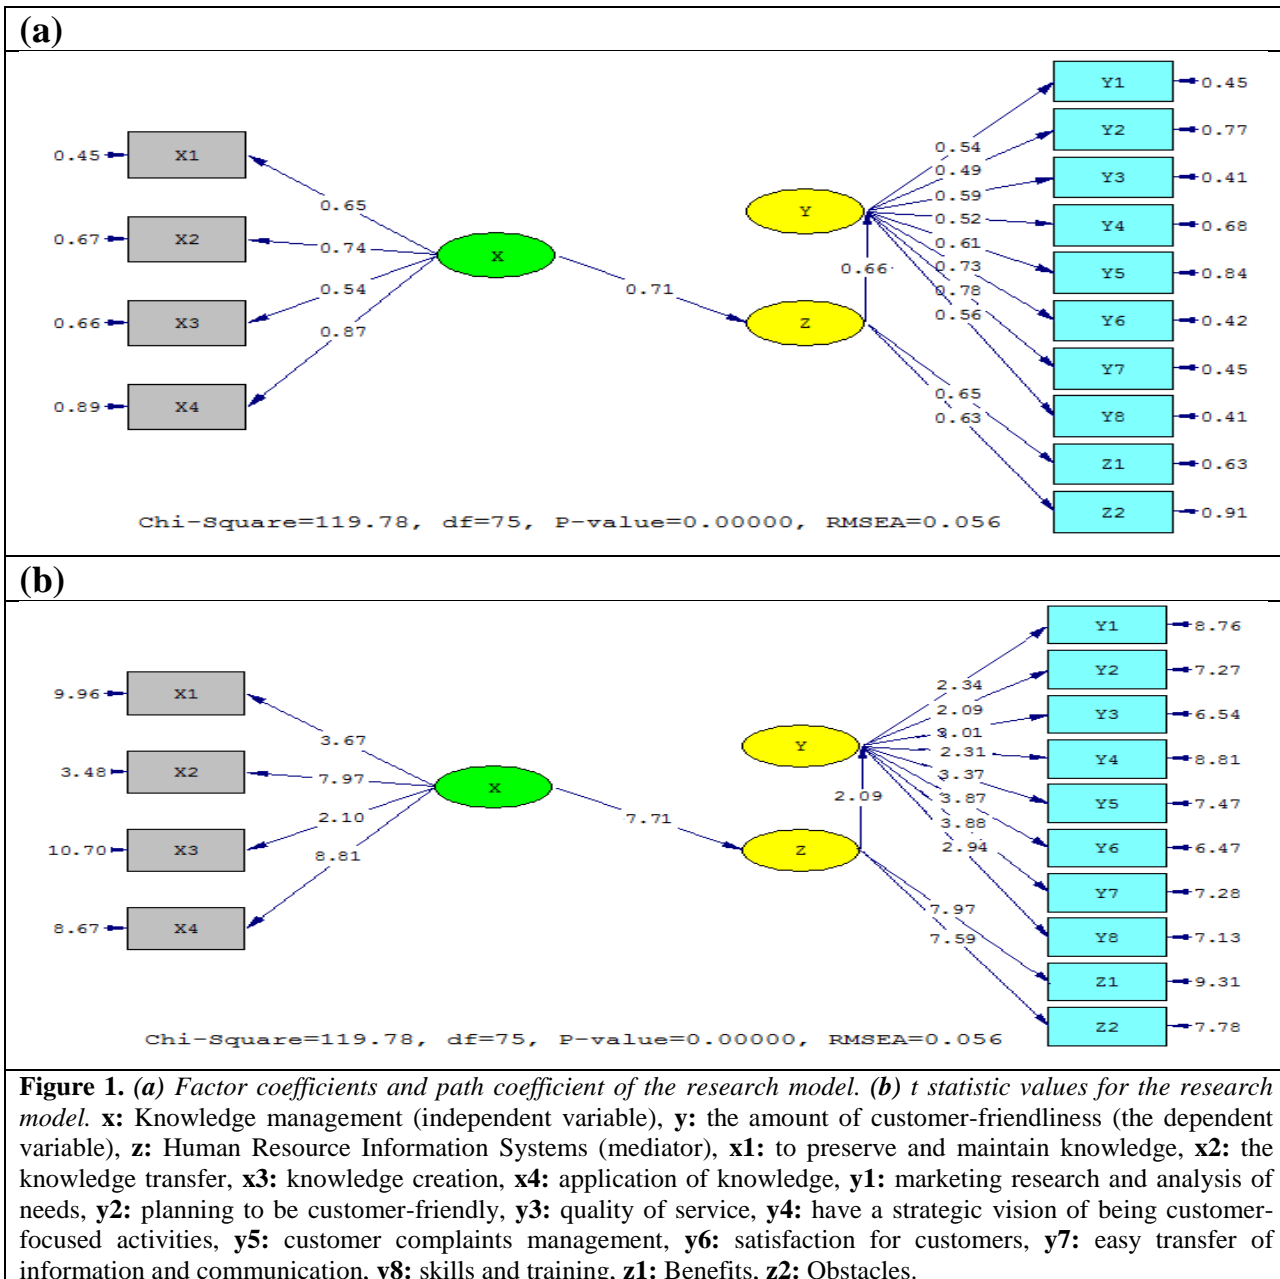 (a)
0.45 X1
0.67 X2
0.66 X3
0.89 X4
0.65
0.74
0.54
0.87
X
0.71
Y
0.66
Z
0.54
0.49
0.59
0.52
0.61
0.73
0.78
0.56
0.65
0.63
Y1 0.45
Y2 0.77
Y3 0.41
Y4 0.68
Y5 0.84
Y6 0.42
Y7 0.45
Y8 0.41
Z1 0.63
Z2 0.91
Chi-Square=119.78, df=75, P-value=0.00000, RMSEA=0.056
(b)
9.96 X1
3.48 X2
10.70 X3
8.67 X4
3.67
7.97
2.10
8.81
X
7.71
Y
2.09
Z
2.34
2.09
2.31
3.37
3.87
3.88
2.94
7.97
7.59
Y1 8.76
Y2 7.27
Y3 6.54
Y4 8.81
Y5 7.47
Y6 6.47
Y7 7.28
Y8 7.13
Z1 9.31
Z2 7.78
Chi-Square=119.78, df=75, P-value=0.00000, RMSEA=0.056
Figure 1. (a) Factor coefficients and path coefficient of the research model. (b) t statistic values for the research
model. x: Knowledge management (independent variable), y: the amount of customer-friendliness (the dependent
variable), z: Human Resource Information Systems (mediator), x1: to preserve and maintain knowledge, x2: the
knowledge transfer, x3: knowledge creation, x4: application of knowledge, y1: marketing research and analysis of
needs, y2: planning to be customer-friendly, y3: quality of service, y4: have a strategic vision of being customer-
focused activities, y5: customer complaints management, y6: satisfaction for customers, y7: easy transfer of
information and communication, y8: skills and training, z1: Benefits, z2: Obstacles.